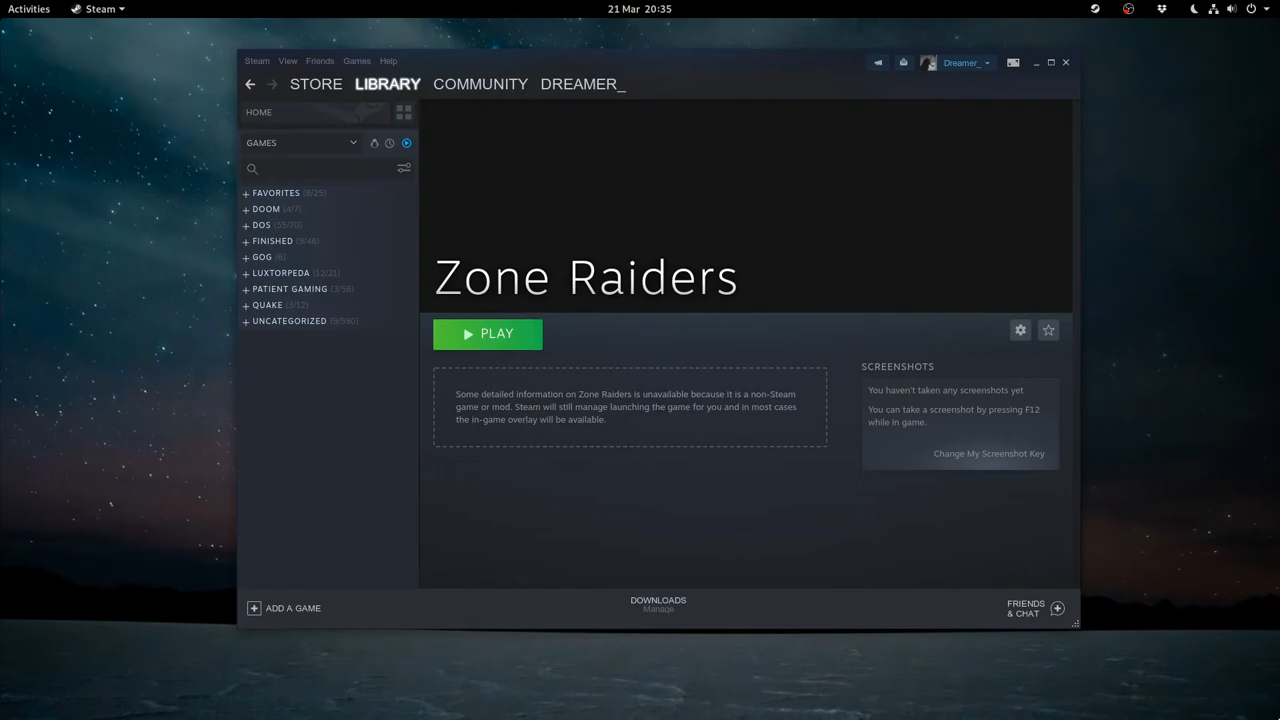 Activities
Steam
21 Mar 20:35
Steam View Friends Games Help
Dreamer_
STORE LIBRARY COMMUNITY DREAMER_
HOME
GAMES
FAVORITES (8/25)
DOOM (4/7)
DOS (55/70)
FINISHED (9/46)
GOG (6)
LUXTORPEDA (12/21)
PATIENT GAMING (3/56)
QUAKE (3/12)
UNCATEGORIZED (9/590)
Zone Raiders
PLAY
Some detailed information on Zone Raiders is unavailable because it is a non-Steam
game or mod. Steam will still manage launching the game for you and in most cases
the in-game overlay will be available.
SCREENSHOTS
You haven't taken any screenshots yet
You can take a screenshot by pressing F12
while in game.
Change My Screenshot Key
ADD A GAME
DOWNLOADS
Manage
FRIENDS
& CHAT